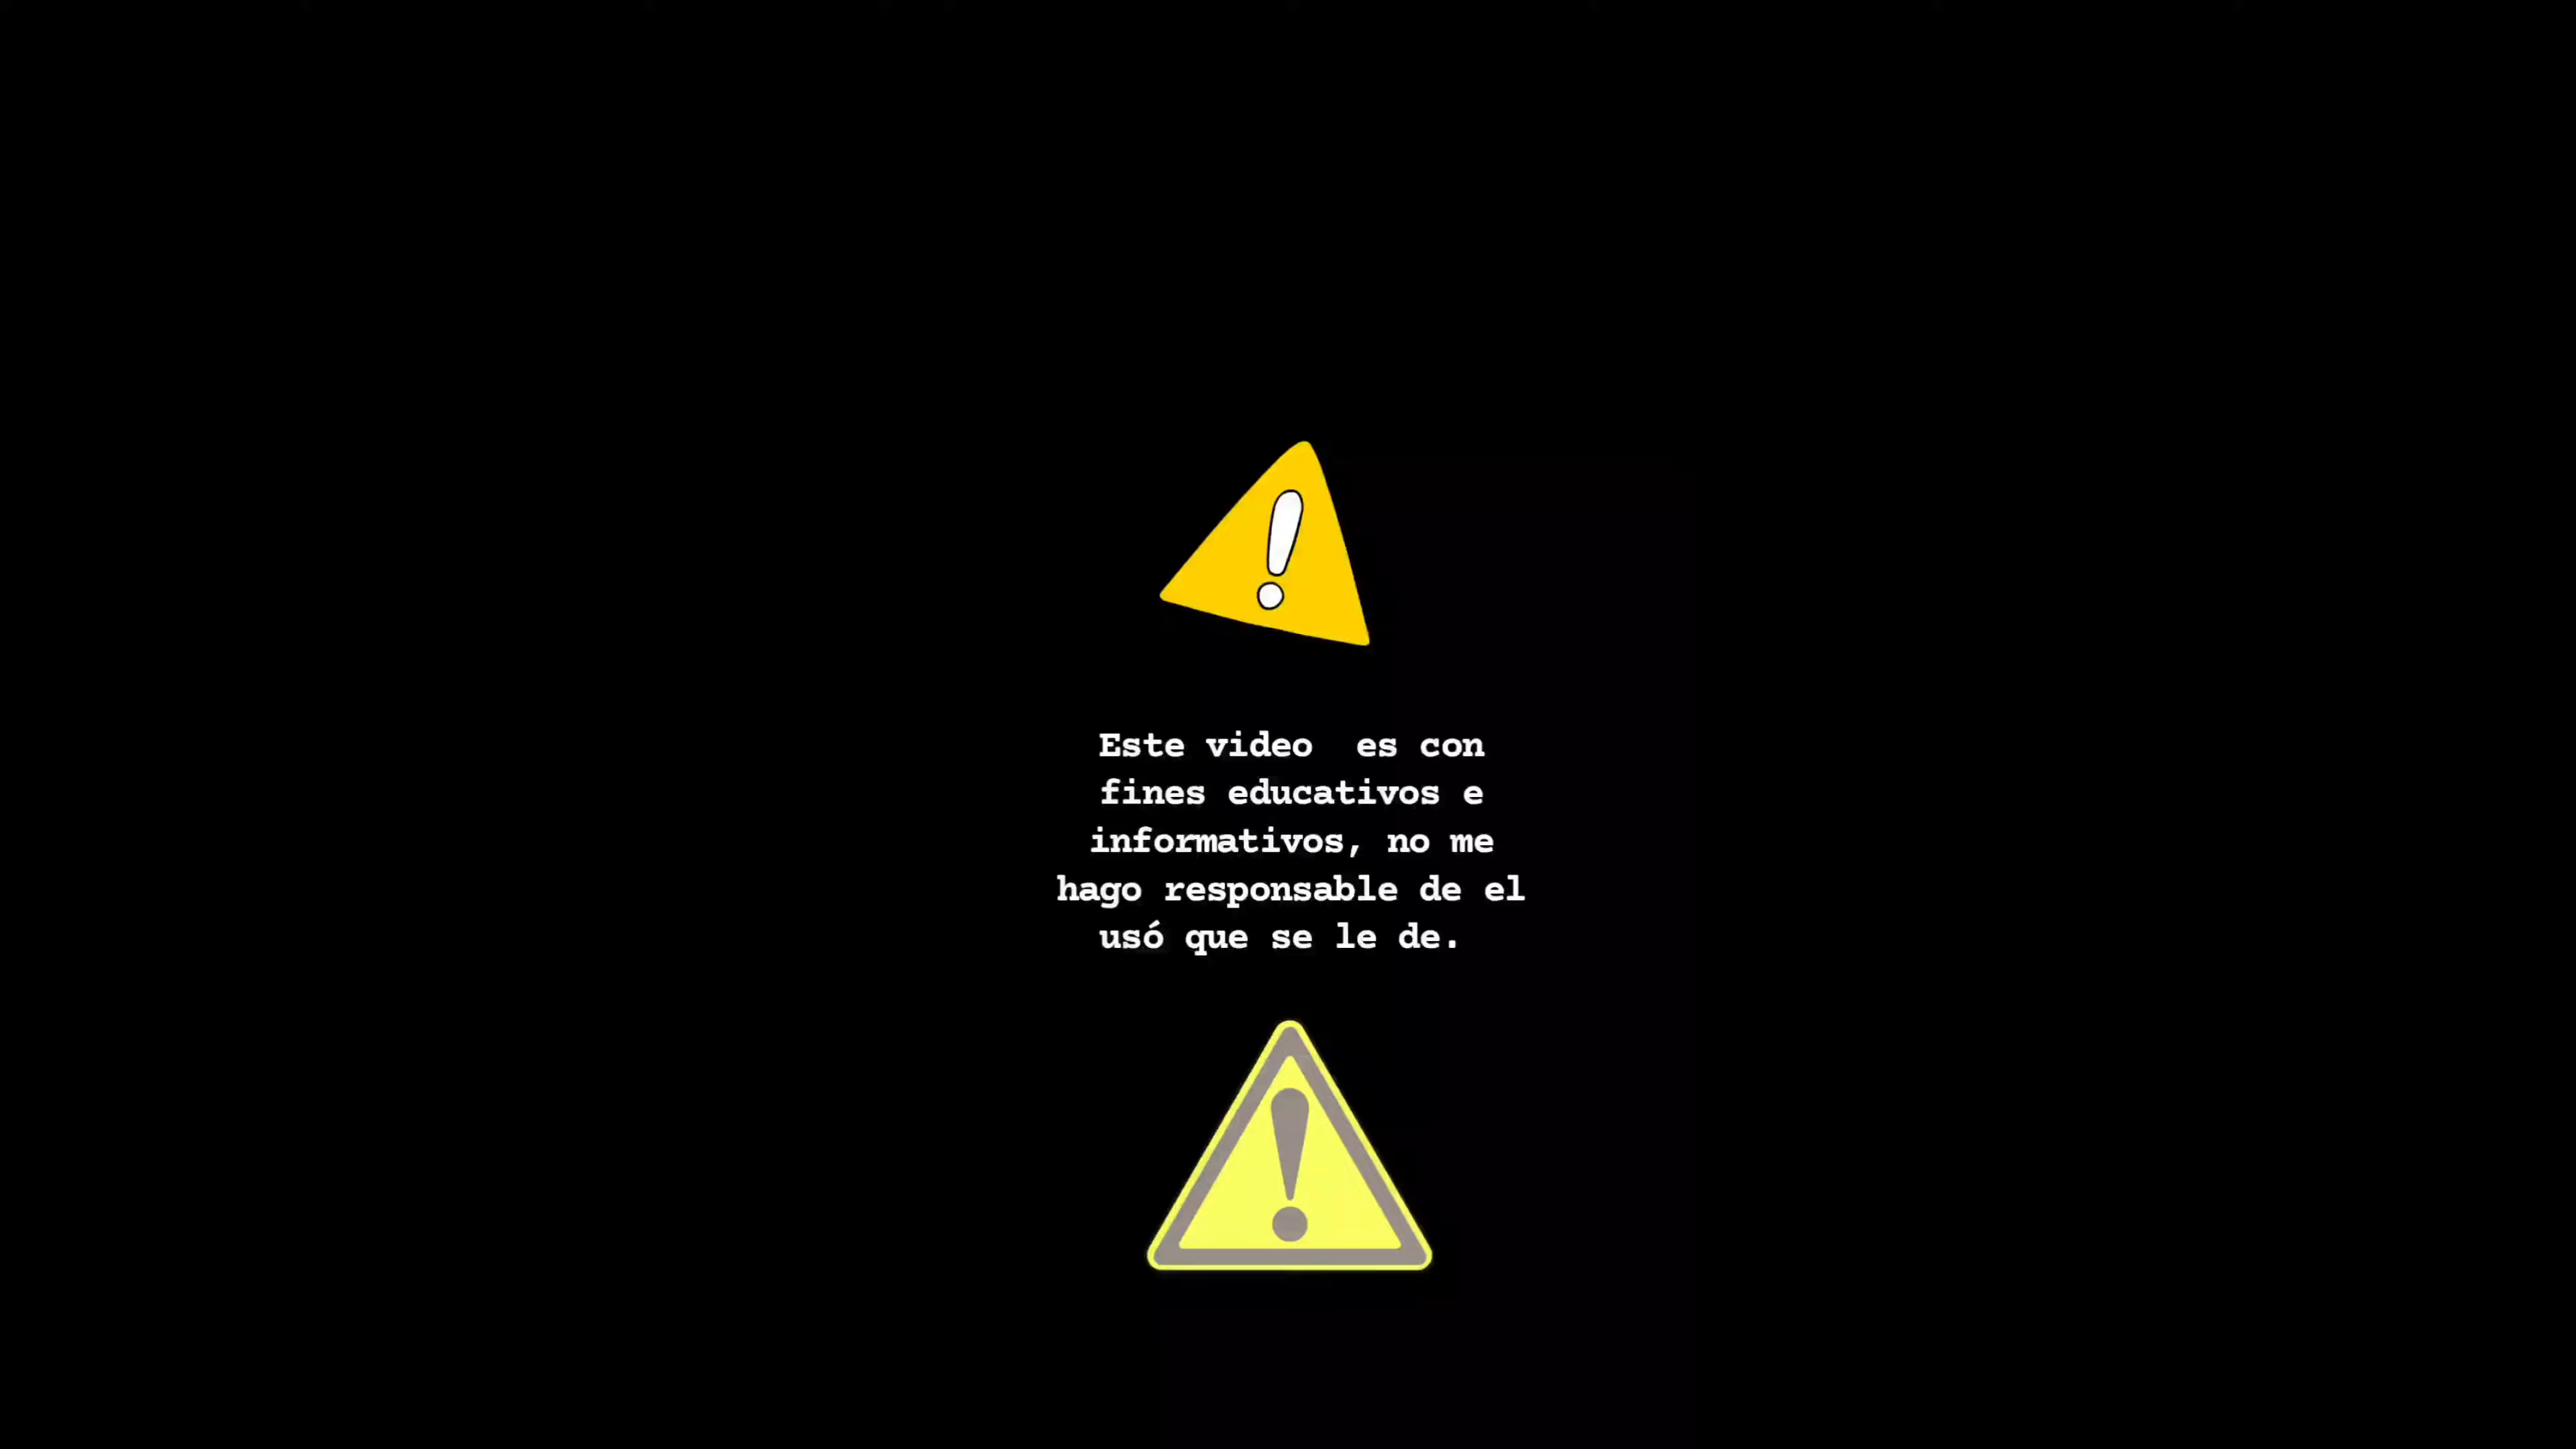 Este video  es con
fines educativos e
informativos, no me
hago responsable de el
usó que se le de.